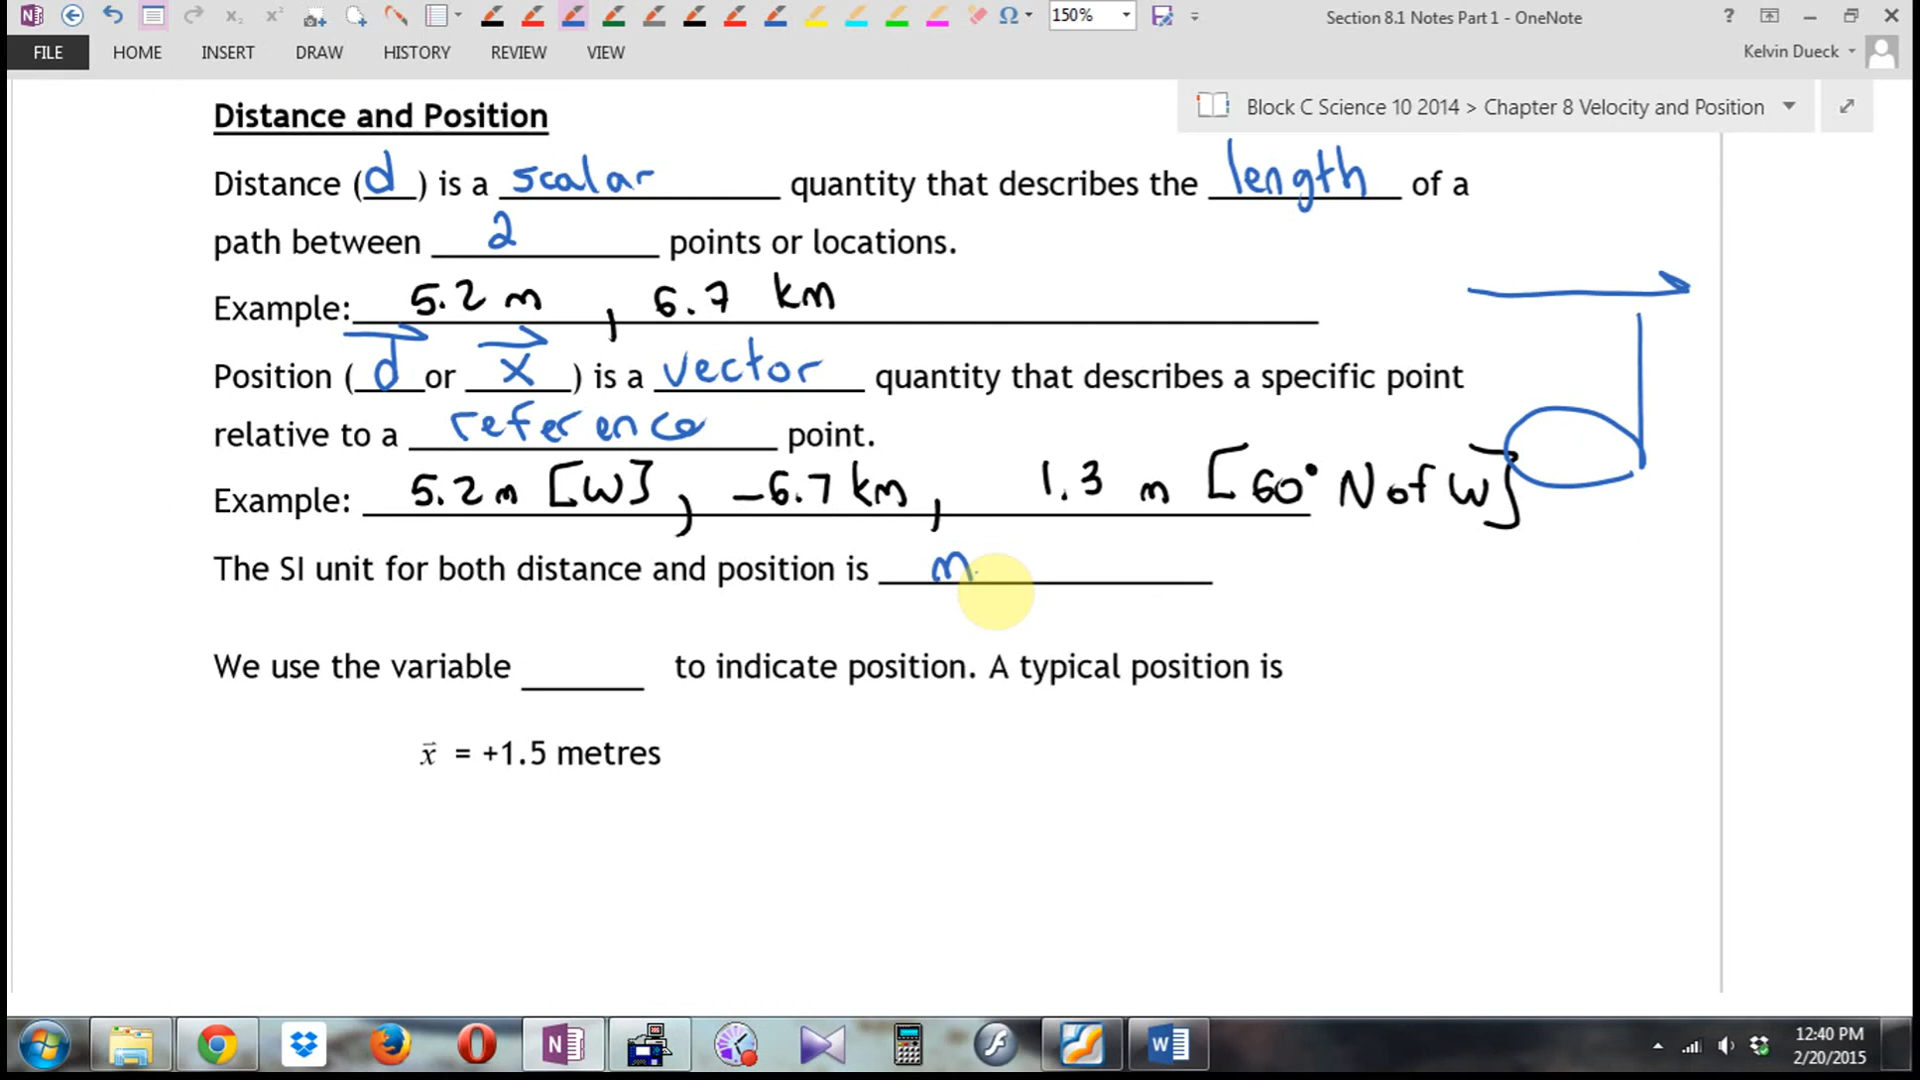 x₂ x² Ω 150% Section 8.1 Notes Part 1 - OneNote ?
FILE HOME INSERT DRAW HISTORY REVIEW VIEW Kelvin Dueck
Block C Science 10 2014 > Chapter 8 Velocity and Position
Distance and Position
Distance (d) is a scalar quantity that describes the length of a
path between 2 points or locations.
Example: 5.2 m , 6.7 km
Position (d⃗ or x⃗) is a vector quantity that describes a specific point
relative to a reference point.
d⃗
Example: 5.2 m [W] , -6.7 km , 1.3 m [60° N of W]
The SI unit for both distance and position is m
We use the variable ______ to indicate position. A typical position is
x⃗ = +1.5 metres
N W
12:40 PM
2/20/2015